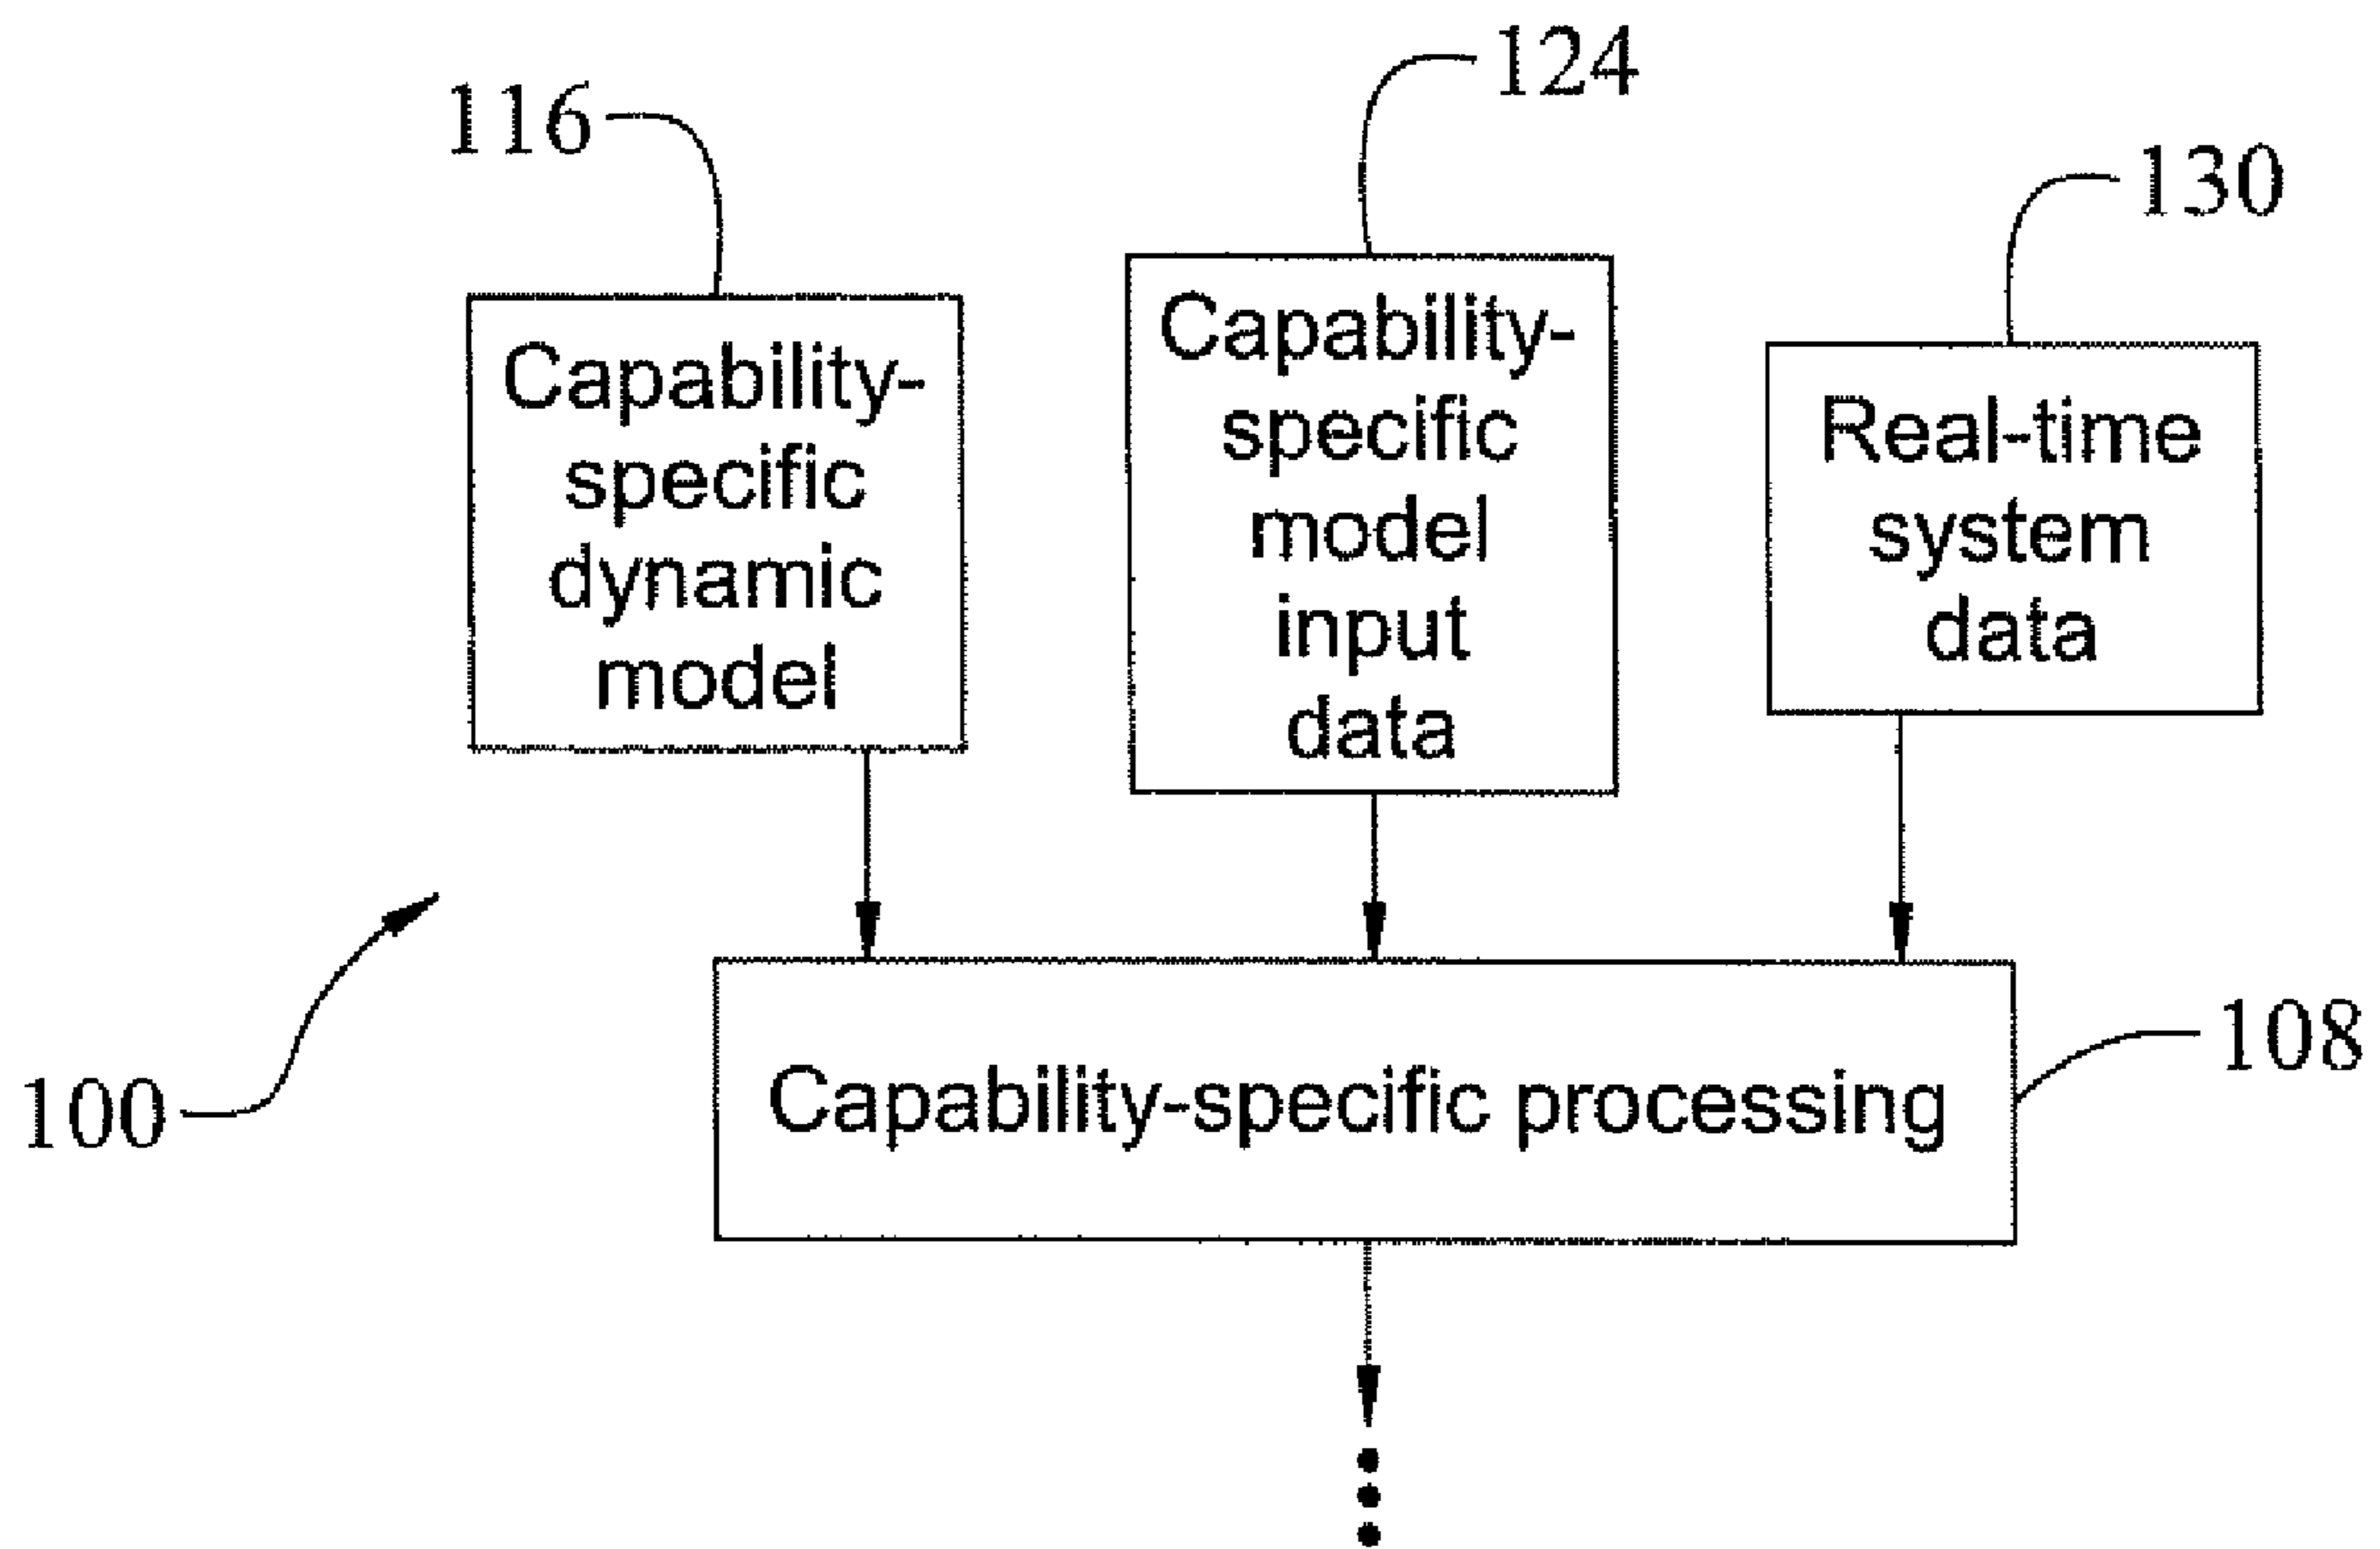 124
116
130
Capability-
specific
dynamic
model
Capability-
specific
model
input
data
Real-time
system
data
108
Capability-specific processing
100